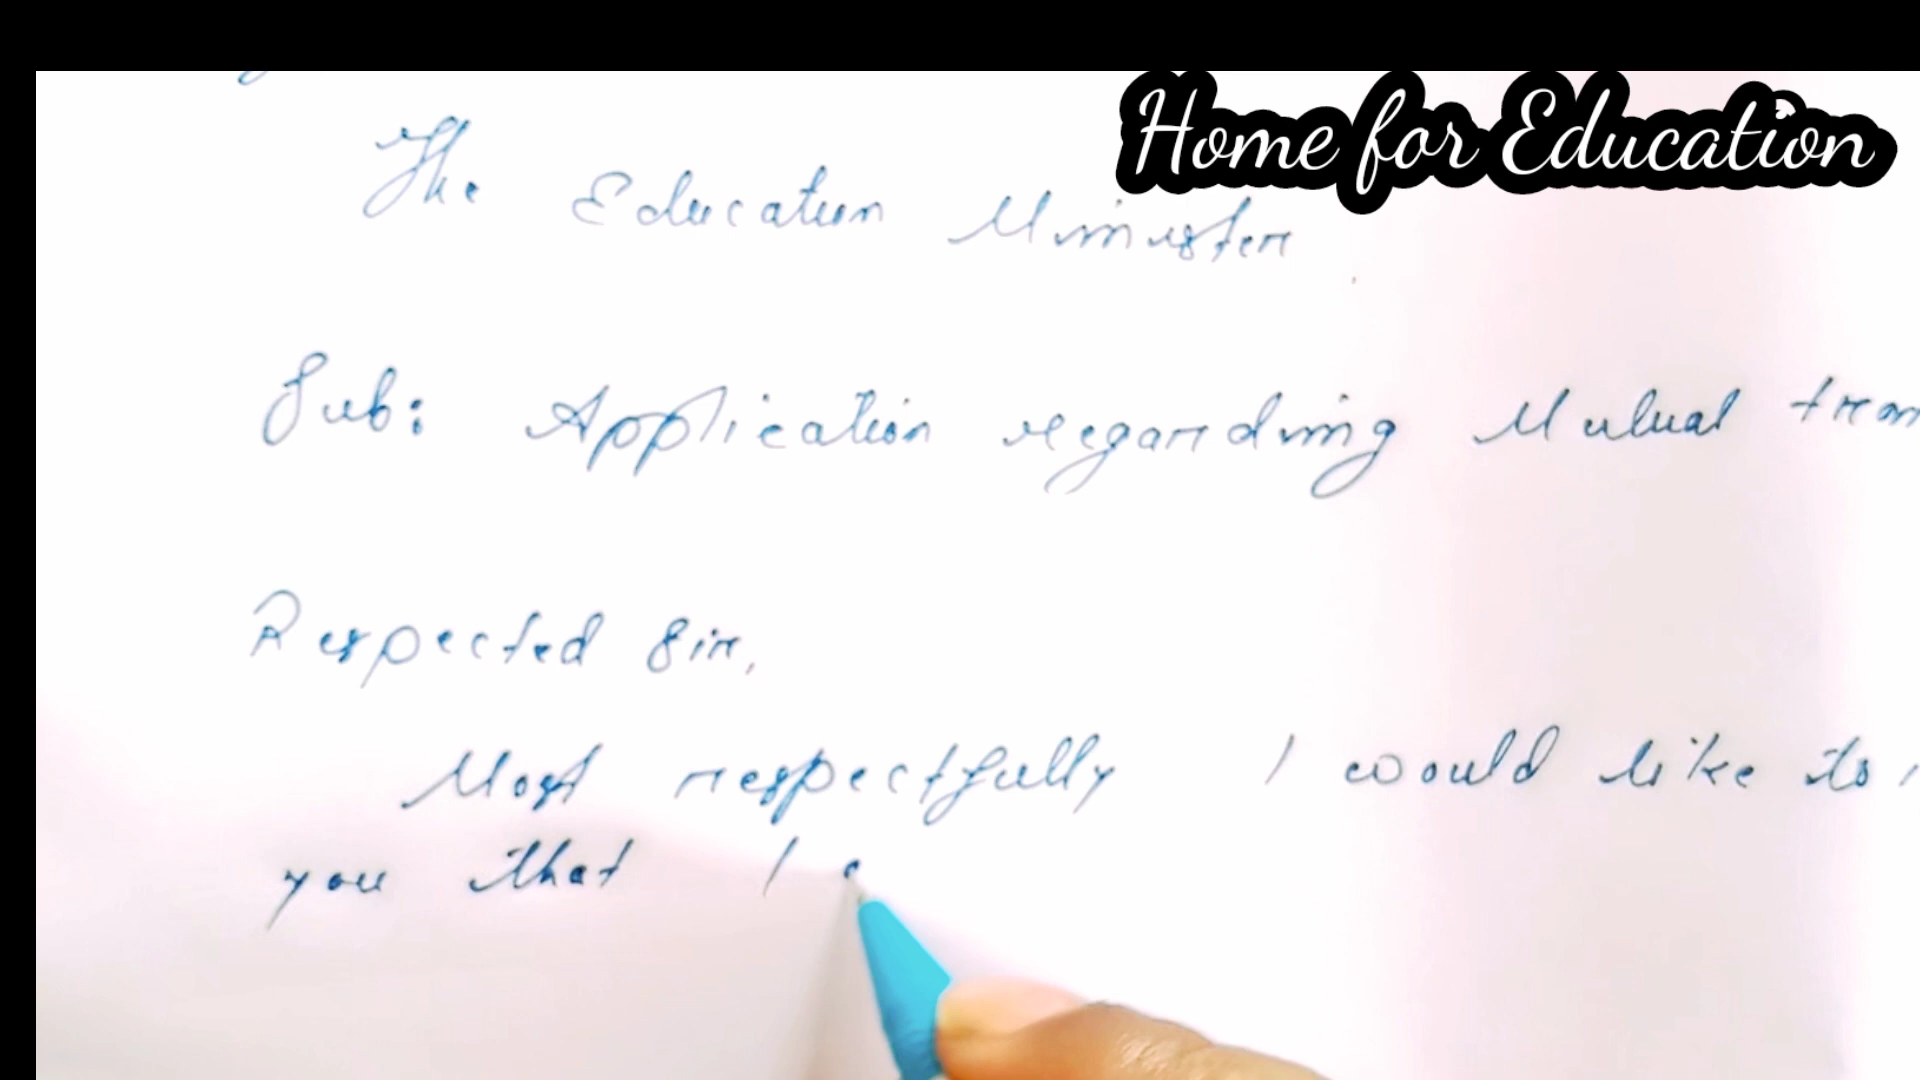 Home for Education
The Education Minister
Sub: Application regarding Mutual
Respected Sir,
Most respectfully I would like to
you that I